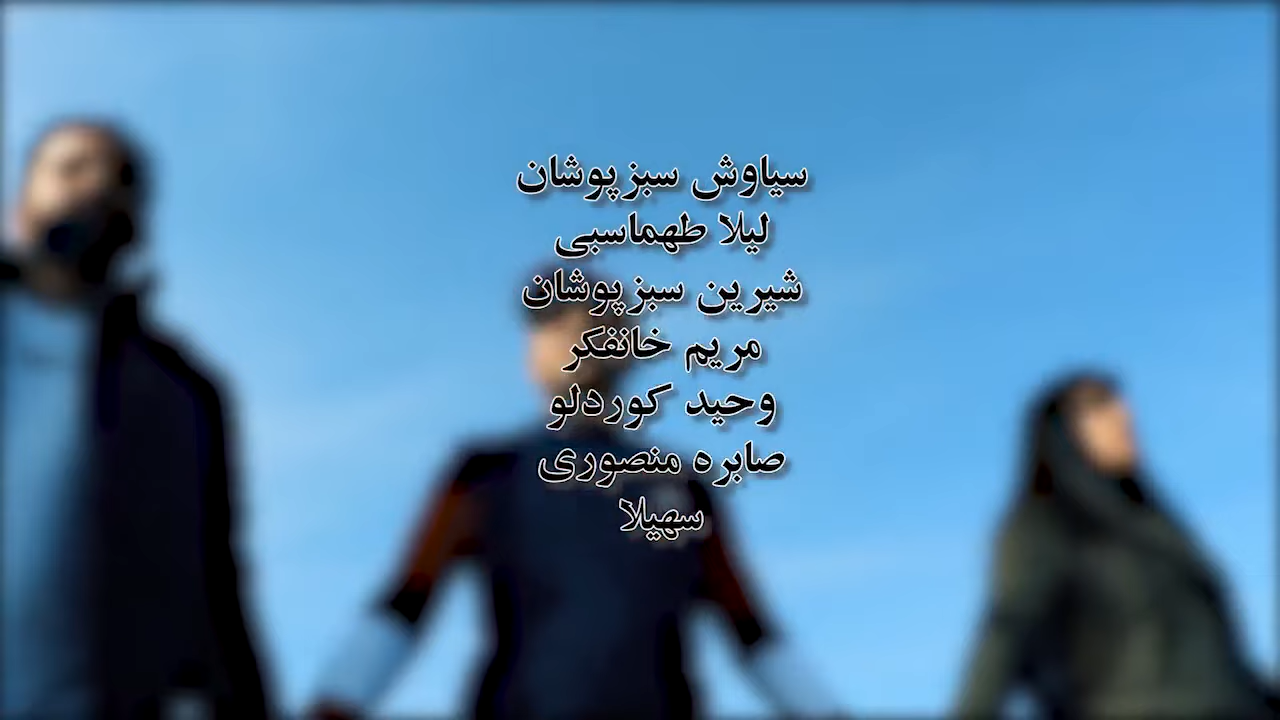 سیاوش سبزپوشان
لیلا طهماسبی
شیرین سبزپوشان
مریم خانفکر
وحید کوردلو
صابره منصوری
سهیلا